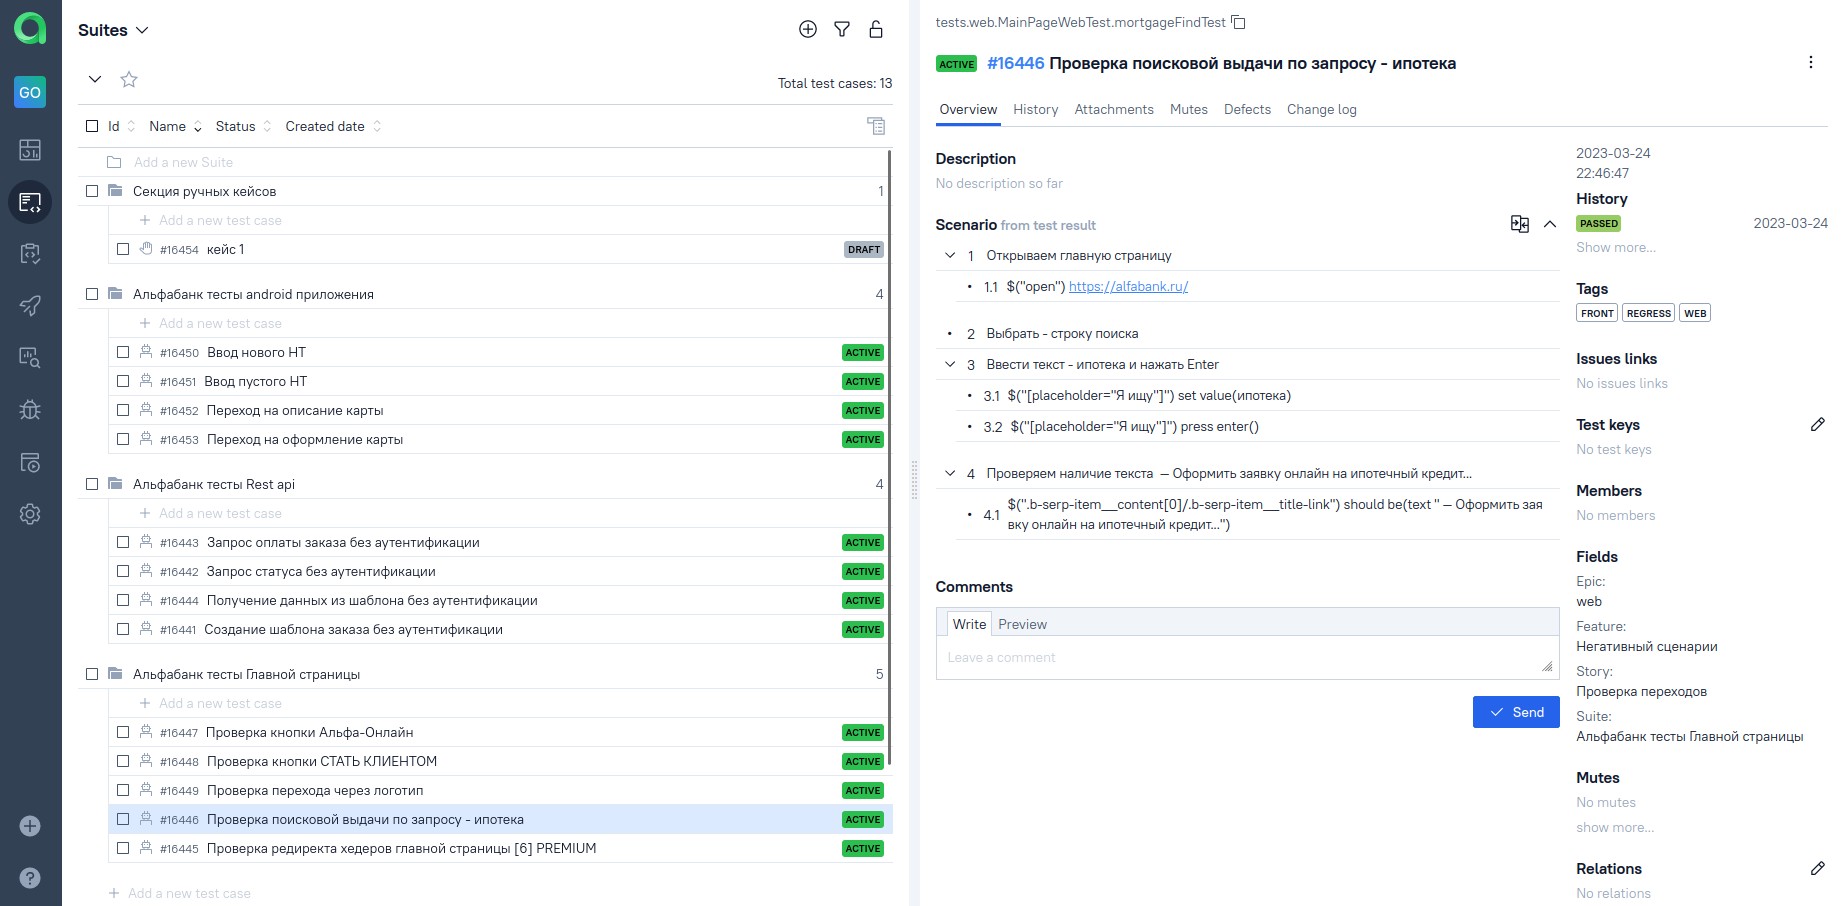 Suites
Total test cases: 13
Id Name Status Created date
Add a new Suite
Секция ручных кейсов 1
+ Add a new test case
#16454 кейс 1 DRAFT
Альфабанк тесты android приложения 4
+ Add a new test case
#16450 Ввод нового НТ ACTIVE
#16451 Ввод пустого НТ ACTIVE
#16452 Переход на описание карты ACTIVE
#16453 Переход на оформление карты ACTIVE
Альфабанк тесты Rest api 4
+ Add a new test case
#16443 Запрос оплаты заказа без аутентификации ACTIVE
#16442 Запрос статуса без аутентификации ACTIVE
#16444 Получение данных из шаблона без аутентификации ACTIVE
#16441 Создание шаблона заказа без аутентификации ACTIVE
Альфабанк тесты Главной страницы 5
+ Add a new test case
#16447 Проверка кнопки Альфа-Онлайн ACTIVE
#16448 Проверка кнопки СТАТЬ КЛИЕНТОМ ACTIVE
#16449 Проверка перехода через логотип ACTIVE
#16446 Проверка поисковой выдачи по запросу - ипотека ACTIVE
#16445 Проверка редиректа хедеров главной страницы [6] PREMIUM ACTIVE
+ Add a new test case
GO
tests.web.MainPageWebTest.mortgageFindTest
ACTIVE #16446 Проверка поисковой выдачи по запросу - ипотека
Overview History Attachments Mutes Defects Change log
Description
No description so far
Scenario from test result
1 Открываем главную страницу
• 1.1 $("open") https://alfabank.ru/
• 2 Выбрать - строку поиска
3 Ввести текст - ипотека и нажать Enter
• 3.1 $("[placeholder="Я ищу"]") set value(ипотека)
• 3.2 $("[placeholder="Я ищу"]") press enter()
4 Проверяем наличие текста — Оформить заявку онлайн на ипотечный кредит...
• 4.1 $(".b-serp-item__content[0]/.b-serp-item__title-link") should be(text " — Оформить зая
вку онлайн на ипотечный кредит...")
Comments
Write Preview
Leave a comment
Send
2023-03-24
22:46:47
History
PASSED 2023-03-24
Show more...
Tags
FRONT REGRESS WEB
Issues links
No issues links
Test keys
No test keys
Members
No members
Fields
Epic:
web
Feature:
Негативный сценарии
Story:
Проверка переходов
Suite:
Альфабанк тесты Главной страницы
Mutes
No mutes
show more...
Relations
No relations